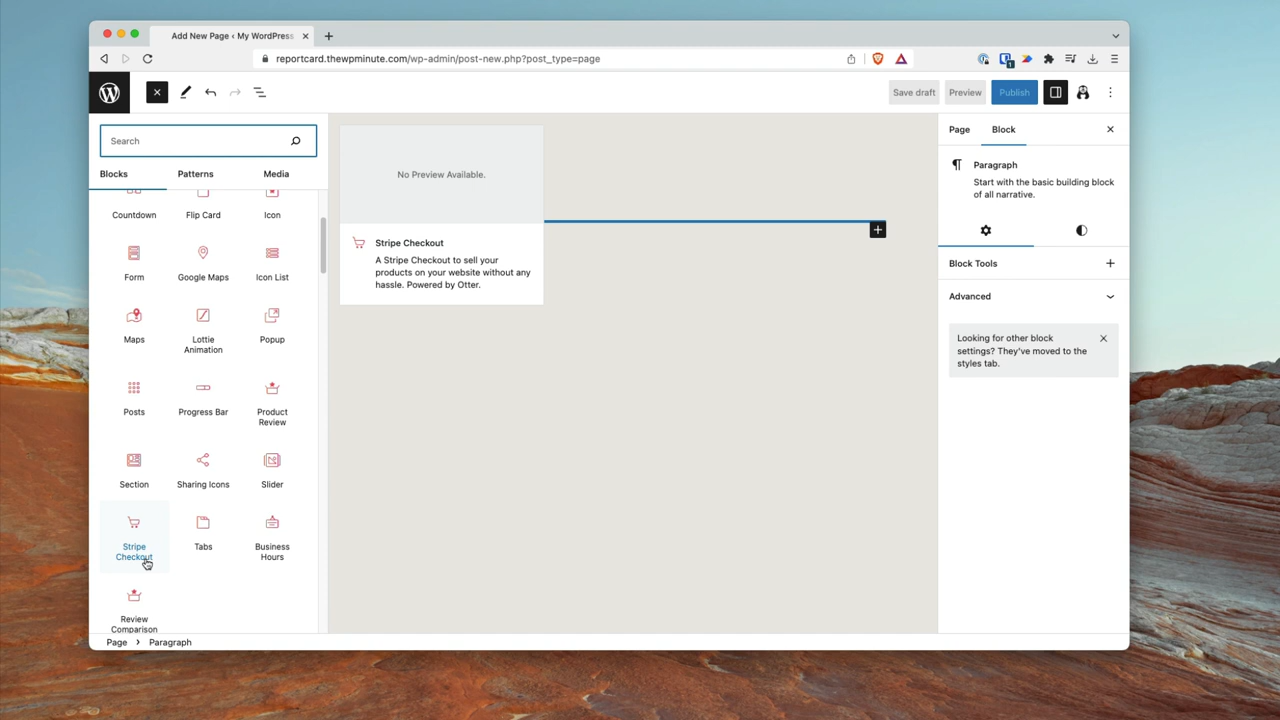 Add New Page ‹ My WordPress
reportcard.thewpminute.com/wp-admin/post-new.php?post_type=page
1
Save draft
Preview
Publish
Search
Blocks
Patterns
Media
Countdown
Flip Card
Icon
Form
Google Maps
Icon List
Maps
Lottie
Animation
Popup
Posts
Progress Bar
Product
Review
Section
Sharing Icons
Slider
Stripe
Checkout
Tabs
Business
Hours
Review
Comparison
No Preview Available.
Stripe Checkout
A Stripe Checkout to sell your
products on your website without any
hassle. Powered by Otter.
Page
Block
Paragraph
Start with the basic building block
of all narrative.
Block Tools
Advanced
Looking for other block
settings? They've moved to the
styles tab.
Page › Paragraph